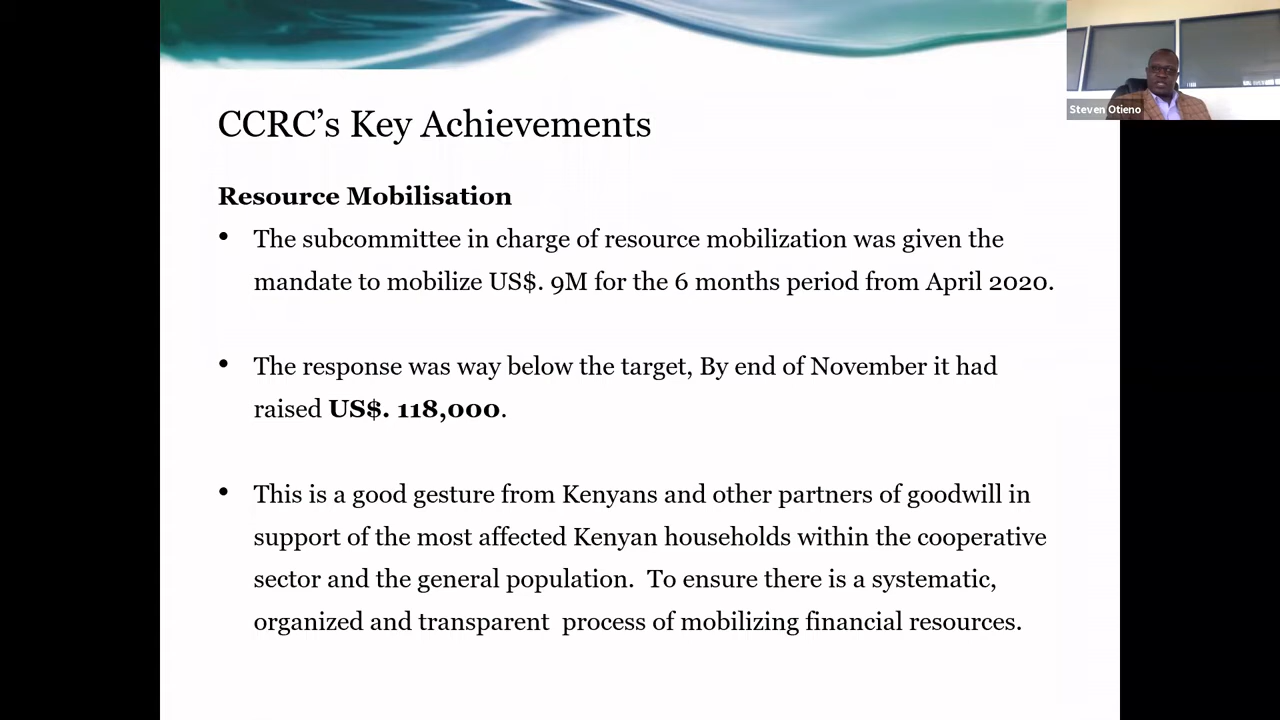 CCRC’s Key Achievements
Steven Otieno
Resource Mobilisation
• The subcommittee in charge of resource mobilization was given the
mandate to mobilize US$. 9M for the 6 months period from April 2020.
• The response was way below the target, By end of November it had
raised US$. 118,000.
• This is a good gesture from Kenyans and other partners of goodwill in
support of the most affected Kenyan households within the cooperative
sector and the general population.  To ensure there is a systematic,
organized and transparent  process of mobilizing financial resources.